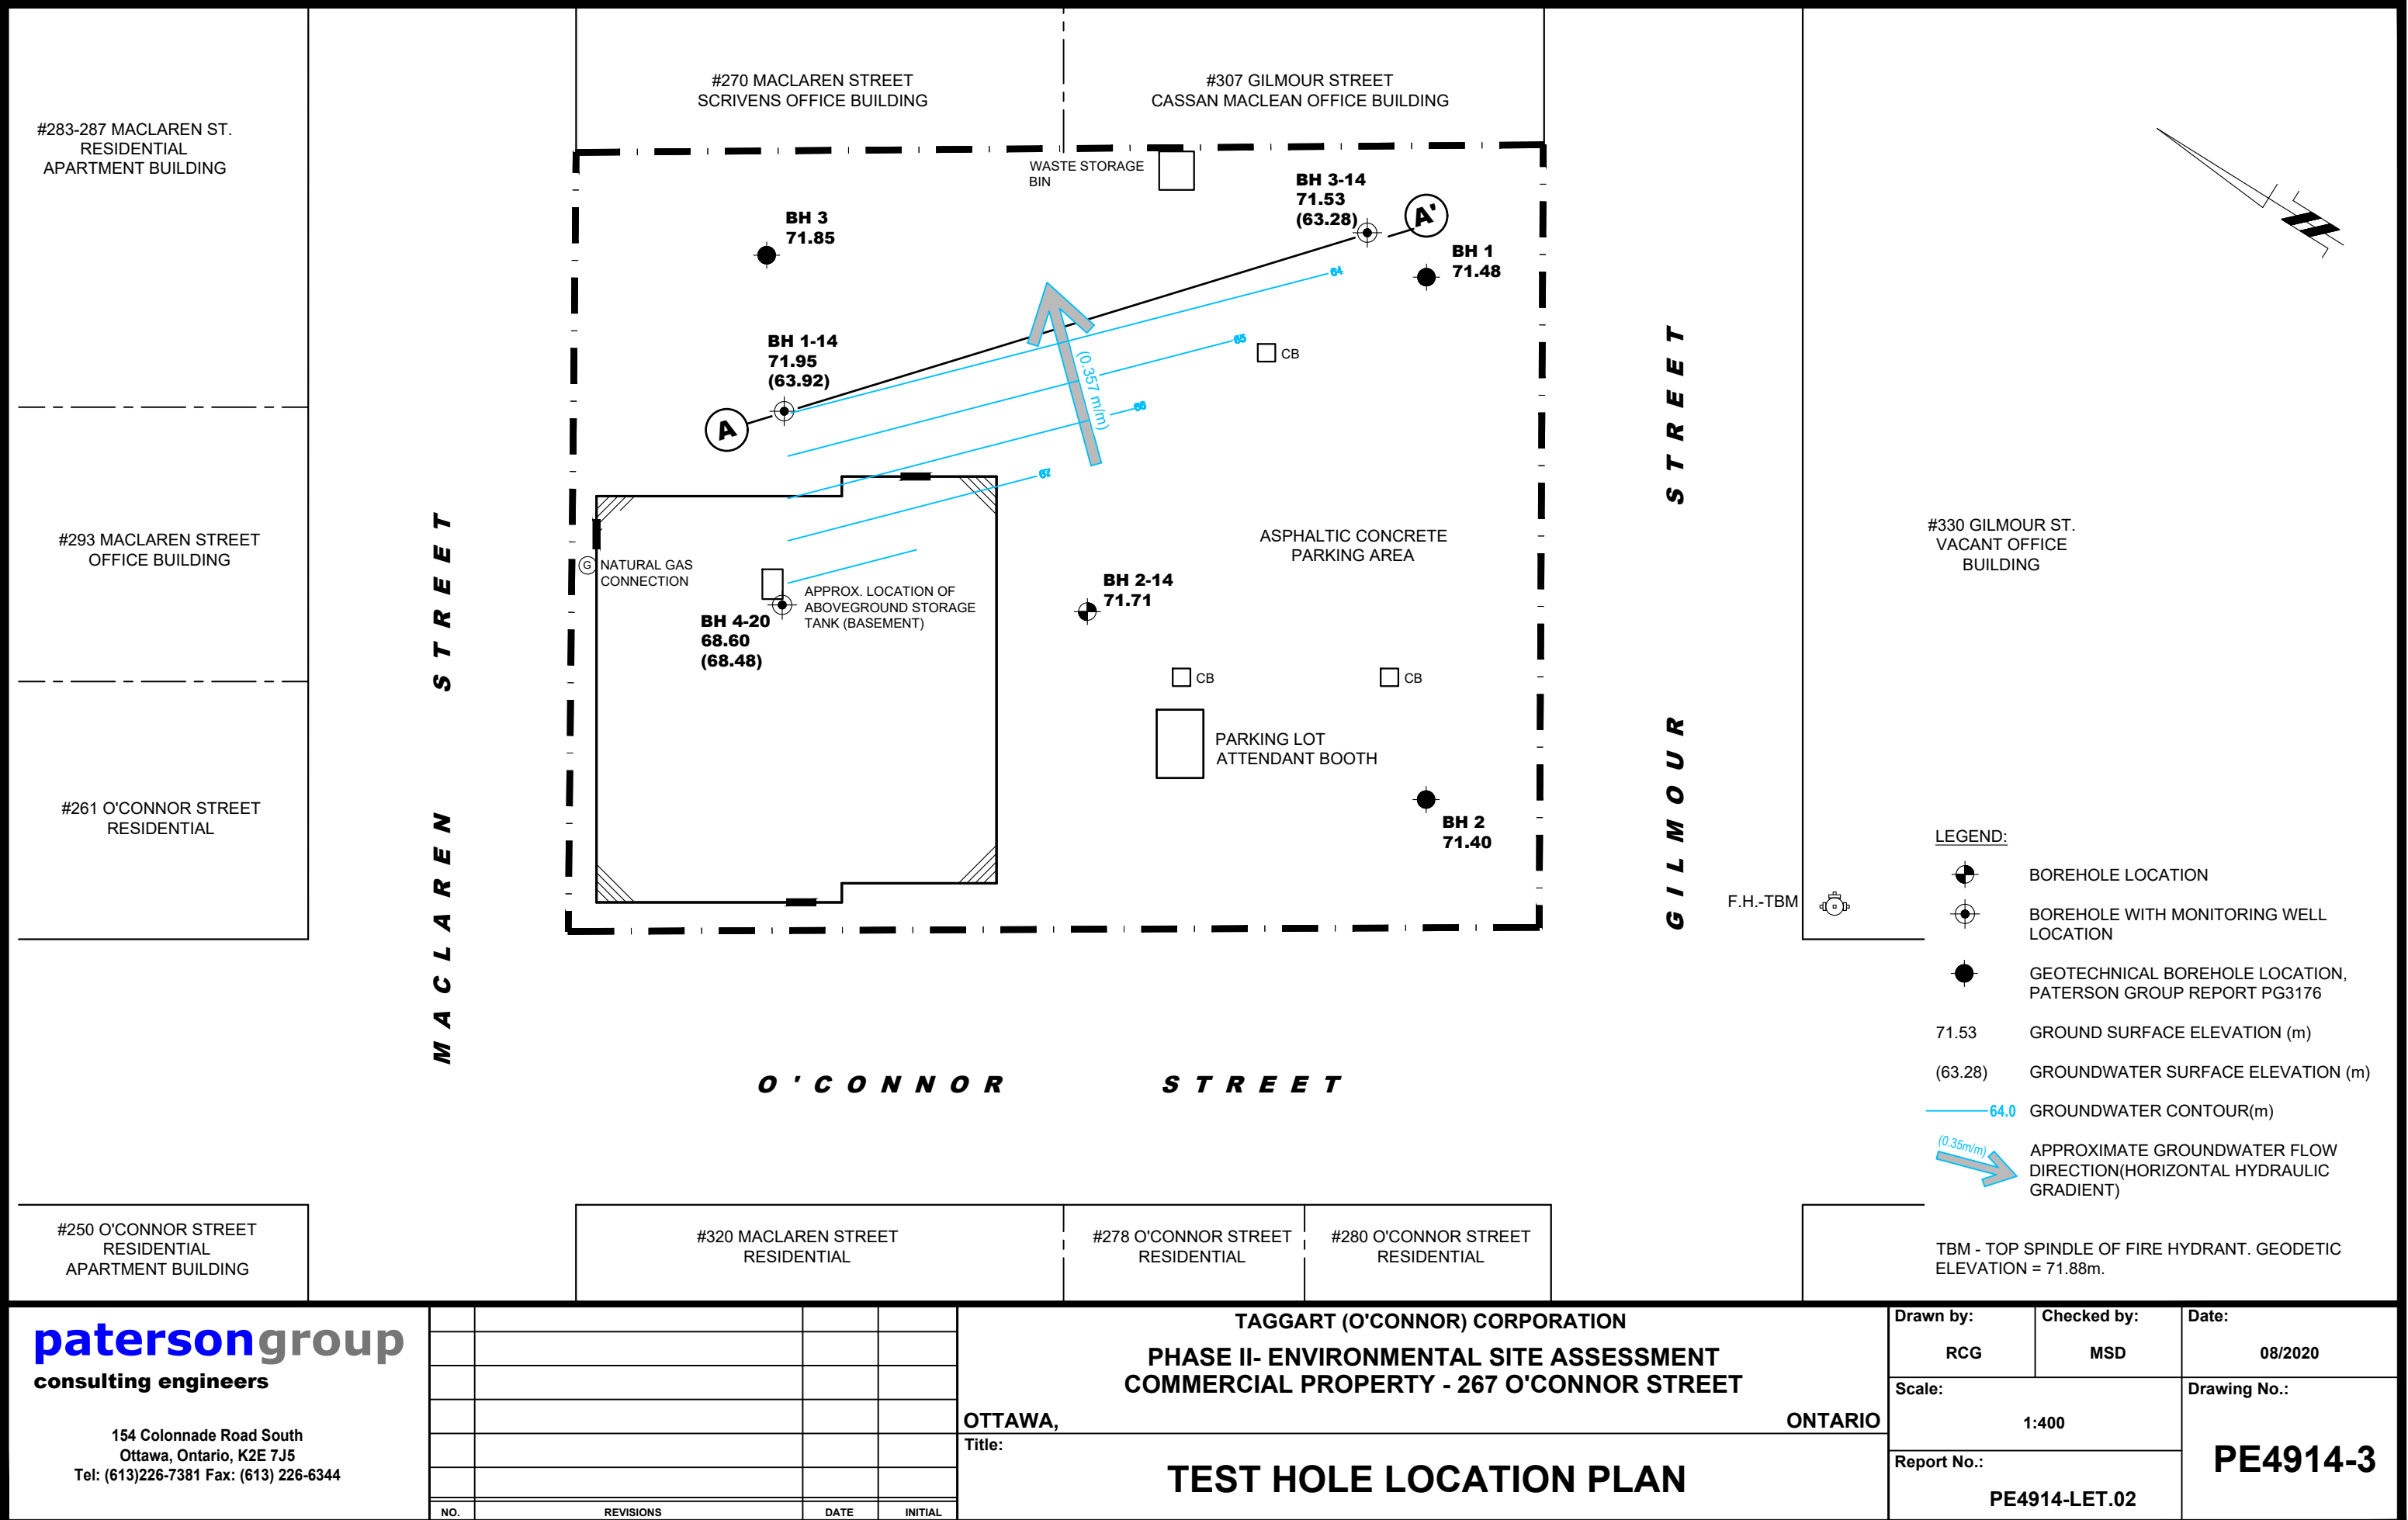 #270 MACLAREN STREET
SCRIVENS OFFICE BUILDING
#307 GILMOUR STREET
CASSAN MACLEAN OFFICE BUILDING
#283-287 MACLAREN ST.
RESIDENTIAL
APARTMENT BUILDING
WASTE STORAGE
BIN
BH 3-14
71.53
(63.28)
A'
BH 3
71.85
BH 1
71.48
64
BH 1-14
71.95
(63.92)
65
CB
(0.357 m/m)
66
A
67
#293 MACLAREN STREET
OFFICE BUILDING
ASPHALTIC CONCRETE
PARKING AREA
#330 GILMOUR ST.
VACANT OFFICE
BUILDING
G
NATURAL GAS
CONNECTION
APPROX. LOCATION OF
ABOVEGROUND STORAGE
TANK (BASEMENT)
BH 4-20
68.60
(68.48)
BH 2-14
71.71
CB
CB
PARKING LOT
ATTENDANT BOOTH
#261 O'CONNOR STREET
RESIDENTIAL
BH 2
71.40
MACLAREN STREET
GILMOUR STREET
O'CONNOR STREET
F.H.-TBM
LEGEND:
BOREHOLE LOCATION
BOREHOLE WITH MONITORING WELL
LOCATION
GEOTECHNICAL BOREHOLE LOCATION,
PATERSON GROUP REPORT PG3176
71.53 GROUND SURFACE ELEVATION (m)
(63.28) GROUNDWATER SURFACE ELEVATION (m)
64.0 GROUNDWATER CONTOUR(m)
(0.35m/m)
APPROXIMATE GROUNDWATER FLOW
DIRECTION(HORIZONTAL HYDRAULIC
GRADIENT)
TBM - TOP SPINDLE OF FIRE HYDRANT. GEODETIC
ELEVATION = 71.88m.
#250 O'CONNOR STREET
RESIDENTIAL
APARTMENT BUILDING
#320 MACLAREN STREET
RESIDENTIAL
#278 O'CONNOR STREET
RESIDENTIAL
#280 O'CONNOR STREET
RESIDENTIAL
patersongroup
consulting engineers
154 Colonnade Road South
Ottawa, Ontario, K2E 7J5
Tel: (613)226-7381 Fax: (613) 226-6344
NO. REVISIONS DATE INITIAL
TAGGART (O'CONNOR) CORPORATION
PHASE II- ENVIRONMENTAL SITE ASSESSMENT
COMMERCIAL PROPERTY - 267 O'CONNOR STREET
OTTAWA, ONTARIO
Title:
TEST HOLE LOCATION PLAN
Drawn by:
RCG
Checked by:
MSD
Date:
08/2020
Scale:
1:400
Drawing No.:
PE4914-3
Report No.:
PE4914-LET.02